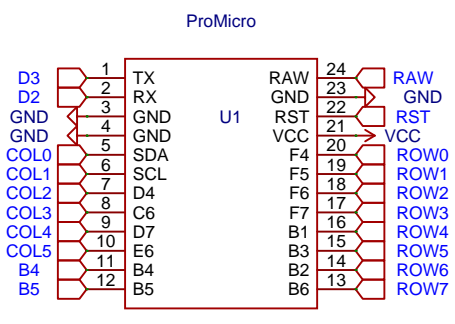 ProMicro
D3 1 TX RAW 24 RAW
D2 2 RX GND 23 GND
GND 3 GND U1 RST 22 RST
GND 4 GND VCC 21 VCC
COL0 5 SDA F4 20 ROW0
COL1 6 SCL F5 19 ROW1
COL2 7 D4 F6 18 ROW2
COL3 8 C6 F7 17 ROW3
COL4 9 D7 B1 16 ROW4
COL5 10 E6 B3 15 ROW5
B4 11 B4 B2 14 ROW6
B5 12 B5 B6 13 ROW7